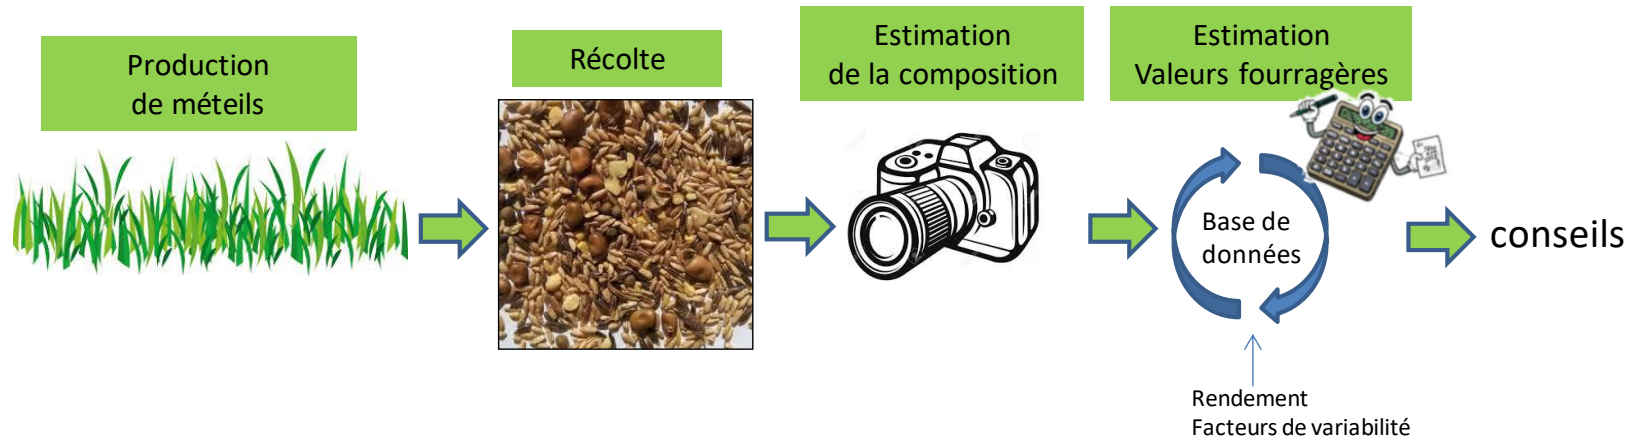 Production
de méteils
Récolte
Estimation
de la composition
Estimation
Valeurs fourragères
Base de
données
conseils
Rendement
Facteurs de variabilité